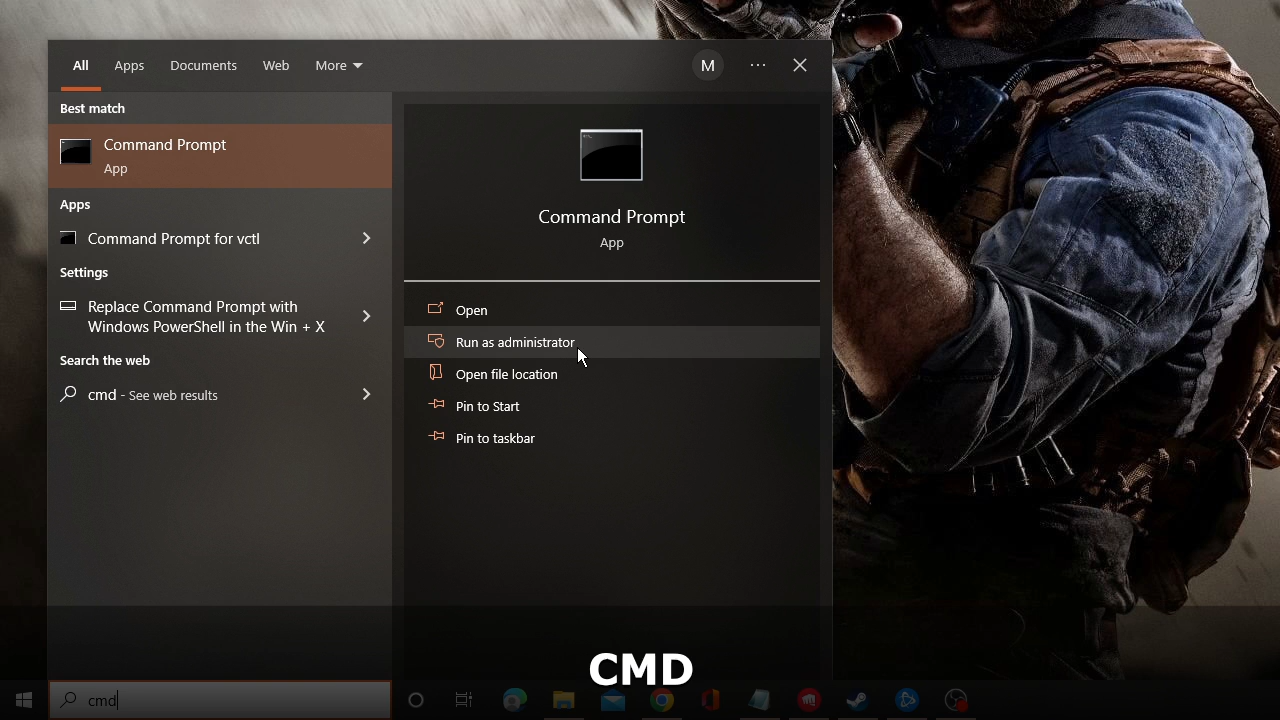 All
Apps
Documents
Web
More
M
Best match
Command Prompt
App
Apps
Command Prompt for vctl
Settings
Replace Command Prompt with
Windows PowerShell in the Win + X
Search the web
cmd - See web results
Command Prompt
App
Open
Run as administrator
Open file location
Pin to Start
Pin to taskbar
CMD
cmd